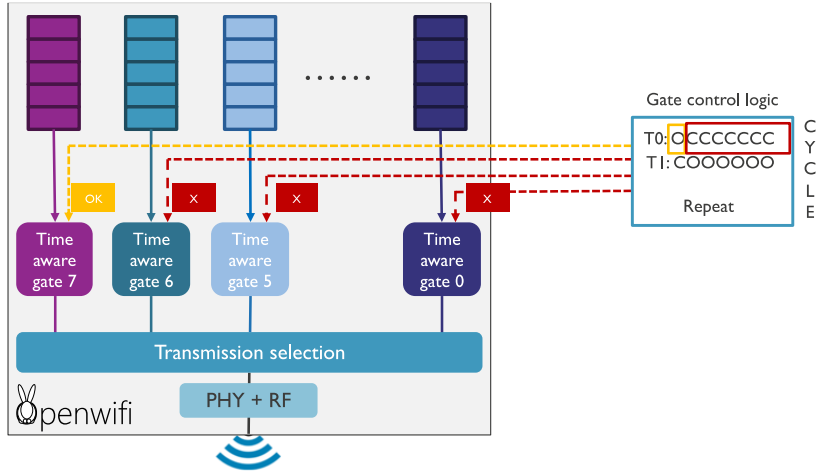 Gate control logic
T0:OCCCCCCC
T1:COOOOOO
Repeat
CYCLE
OK
X
X
X
Time aware gate 7
Time aware gate 6
Time aware gate 5
......
Time aware gate 0
Transmission selection
PHY + RF
Openwifi